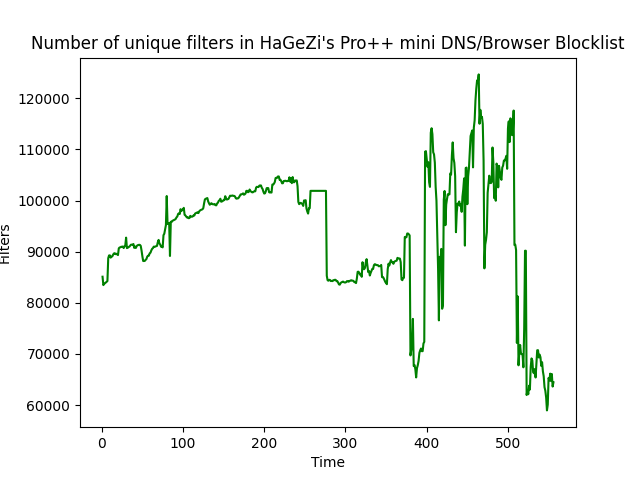 Number of unique filters in HaGeZi's Pro++ mini DNS/Browser Blocklist
120000
110000
100000
90000
80000
70000
60000
Filters
0 100 200 300 400 500
Time